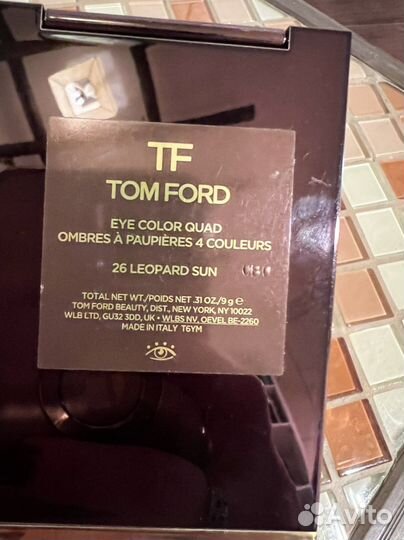 TF
TOM FORD
EYE COLOR QUAD
OMBRES À PAUPIÈRES 4 COULEURS
26 LEOPARD SUN
TOTAL NET WT./POIDS NET .31 OZ./9 g ℮
TOM FORD BEAUTY, DIST., NEW YORK, NY 10022
WLB LTD, GU32 3DD, UK • WLBS NV, OEVEL BE-2260
MADE IN ITALY T6YM
Avito